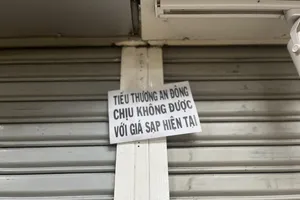 TIỂU THƯƠNG AN ĐÔNG
CHỊU KHÔNG ĐƯỢC
VỚI GIÁ SẠP HIỆN TẠI